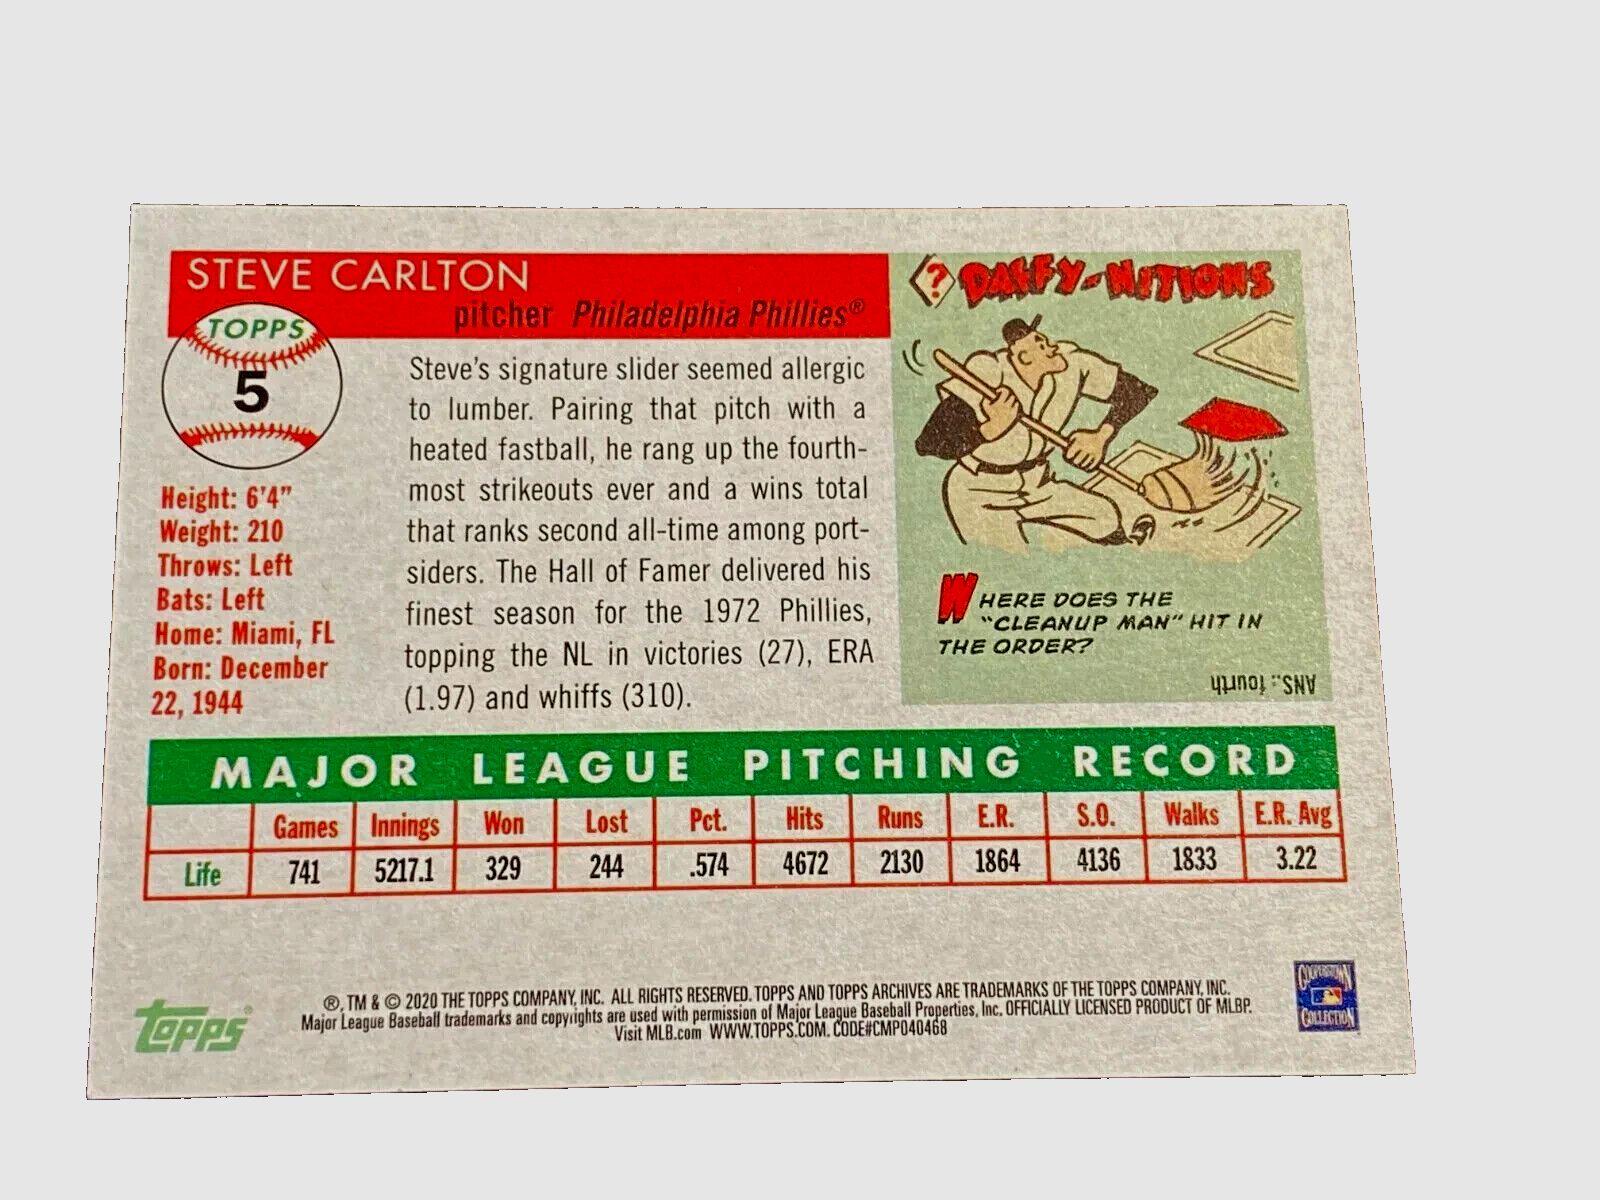 STEVE CARLTON
pitcher Philadelphia Phillies®
TOPPS
5
Height: 6'4"
Weight: 210
Throws: Left
Bats: Left
Home: Miami, FL
Born: December
22, 1944
Steve's signature slider seemed allergic
to lumber. Pairing that pitch with a
heated fastball, he rang up the fourth-
most strikeouts ever and a wins total
that ranks second all-time among port-
siders. The Hall of Famer delivered his
finest season for the 1972 Phillies,
topping the NL in victories (27), ERA
(1.97) and whiffs (310).
? DAFFY-NITIONS
WHERE DOES THE
"CLEANUP MAN" HIT IN
THE ORDER?
ANS.: fourth
MAJOR LEAGUE PITCHING RECORD
Games Innings Won Lost Pct. Hits Runs E.R. S.O. Walks E.R. Avg
Life 741 5217.1 329 244 .574 4672 2130 1864 4136 1833 3.22
topps®
®, TM & © 2020 THE TOPPS COMPANY, INC. ALL RIGHTS RESERVED. TOPPS AND TOPPS ARCHIVES ARE TRADEMARKS OF THE TOPPS COMPANY, INC.
Major League Baseball trademarks and copyrights are used with permission of Major League Baseball Properties, Inc. OFFICIALLY LICENSED PRODUCT OF MLBP.
Visit MLB.com WWW.TOPPS.COM. CODE#CMP040468
COOPERSTOWN
COLLECTION